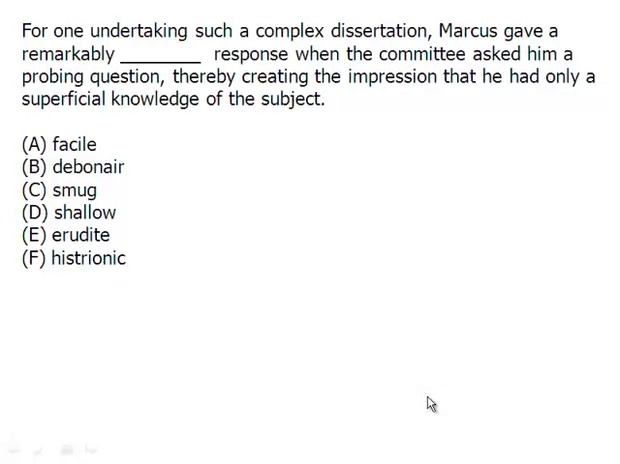 For one undertaking such a complex dissertation, Marcus gave a
remarkably ________ response when the committee asked him a
probing question, thereby creating the impression that he had only a
superficial knowledge of the subject.
(A) facile
(B) debonair
(C) smug
(D) shallow
(E) erudite
(F) histrionic